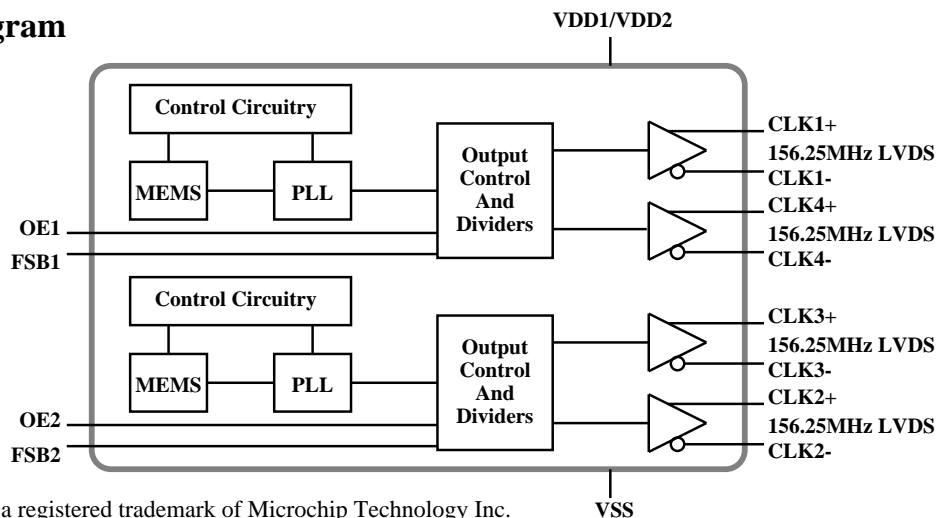 gram
VDD1/VDD2
Control Circuitry
MEMS
PLL
Output
Control
And
Dividers
CLK1+
156.25MHz LVDS
CLK1-
CLK4+
156.25MHz LVDS
CLK4-
OE1
FSB1
Control Circuitry
MEMS
PLL
Output
Control
And
Dividers
CLK3+
156.25MHz LVDS
CLK3-
CLK2+
156.25MHz LVDS
CLK2-
OE2
FSB2
a registered trademark of Microchip Technology Inc.
VSS